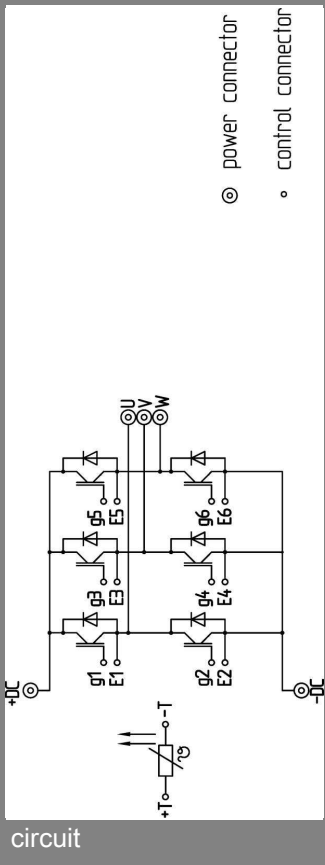 power connector
control connector
U
V
W
g5
E5
g6
E6
g3
E3
g4
E4
g1
E1
g2
E2
+DC
-DC
+T
-T
ϑ
circuit